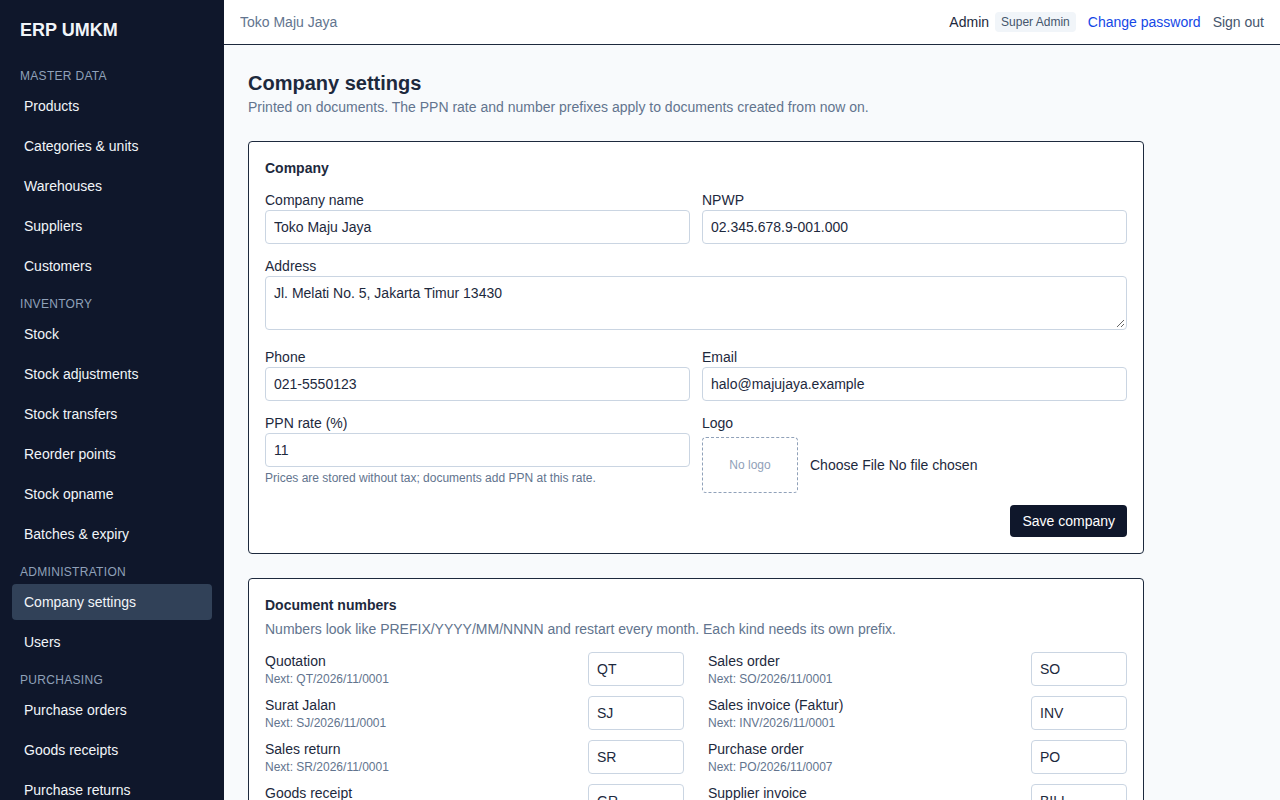 ERP UMKM
MASTER DATA
Products
Categories & units
Warehouses
Suppliers
Customers
INVENTORY
Stock
Stock adjustments
Stock transfers
Reorder points
Stock opname
Batches & expiry
ADMINISTRATION
Company settings
Users
PURCHASING
Purchase orders
Goods receipts
Purchase returns
Toko Maju Jaya
Admin Super Admin Change password Sign out
Company settings
Printed on documents. The PPN rate and number prefixes apply to documents created from now on.
Company
Company name
Toko Maju Jaya
NPWP
02.345.678.9-001.000
Address
Jl. Melati No. 5, Jakarta Timur 13430
Phone
021-5550123
Email
halo@majujaya.example
PPN rate (%)
11
Prices are stored without tax; documents add PPN at this rate.
Logo
No logo
Choose File No file chosen
Save company
Document numbers
Numbers look like PREFIX/YYYY/MM/NNNN and restart every month. Each kind needs its own prefix.
Quotation
Next: QT/2026/11/0001
QT
Sales order
Next: SO/2026/11/0001
SO
Surat Jalan
Next: SJ/2026/11/0001
SJ
Sales invoice (Faktur)
Next: INV/2026/11/0001
INV
Sales return
Next: SR/2026/11/0001
SR
Purchase order
Next: PO/2026/11/0007
PO
Goods receipt
Supplier invoice